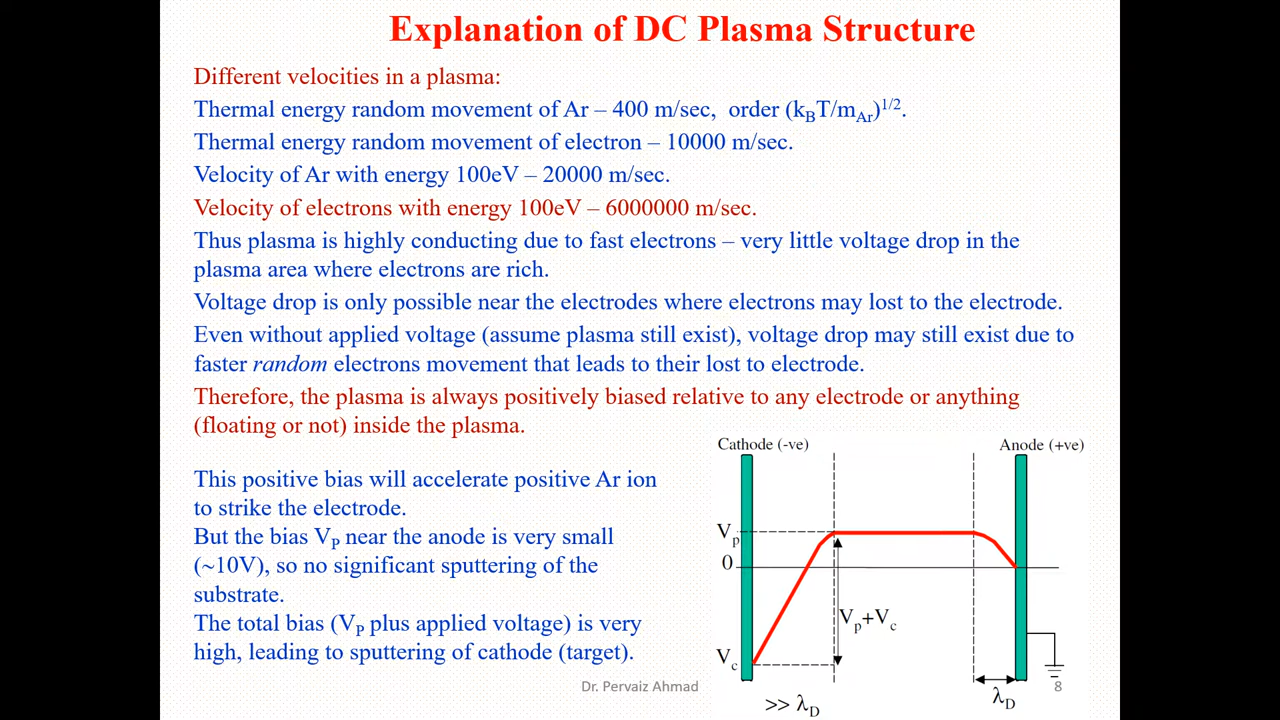 Explanation of DC Plasma Structure
Different velocities in a plasma:
Thermal energy random movement of Ar – 400 m/sec,  order (kBT/mAr)1/2.
Thermal energy random movement of electron – 10000 m/sec.
Velocity of Ar with energy 100eV – 20000 m/sec.
Velocity of electrons with energy 100eV – 6000000 m/sec.
Thus plasma is highly conducting due to fast electrons – very little voltage drop in the
plasma area where electrons are rich.
Voltage drop is only possible near the electrodes where electrons may lost to the electrode.
Even without applied voltage (assume plasma still exist), voltage drop may still exist due to
faster random electrons movement that leads to their lost to electrode.
Therefore, the plasma is always positively biased relative to any electrode or anything
(floating or not) inside the plasma.
This positive bias will accelerate positive Ar ion
to strike the electrode.
But the bias VP near the anode is very small
(~10V), so no significant sputtering of the
substrate.
The total bias (VP plus applied voltage) is very
high, leading to sputtering of cathode (target).
Cathode (-ve)
Anode (+ve)
Vp
0
Vp+Vc
Vc
>> λD
λD
Dr. Pervaiz Ahmad
8